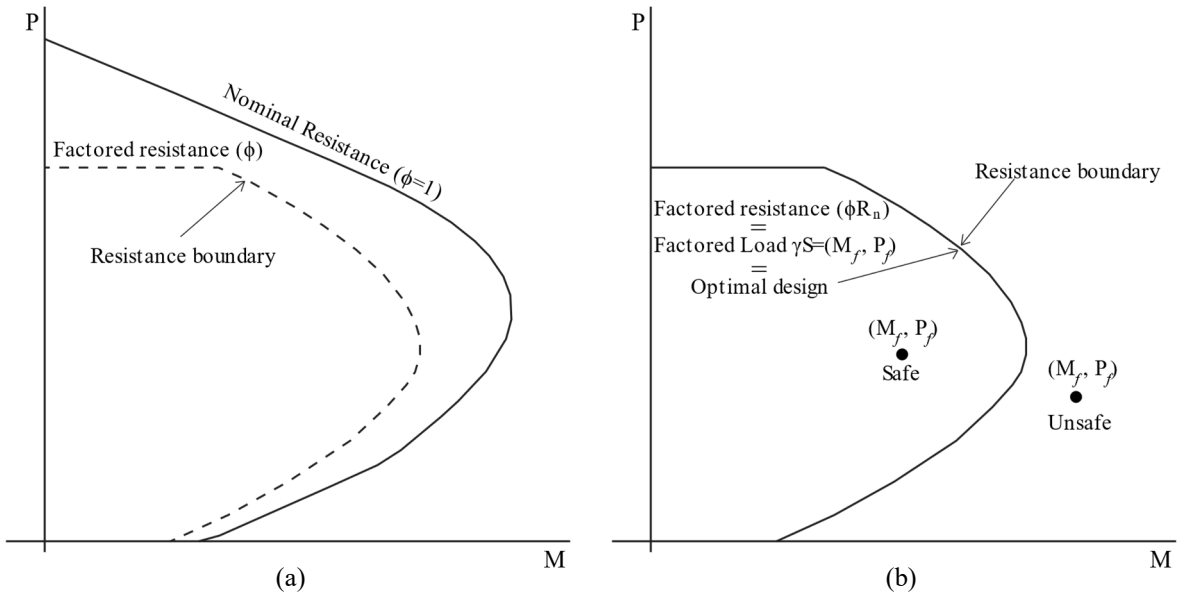 P
Nominal Resistance (ϕ=1)
Factored resistance (ϕ)
Resistance boundary
M
(a)
P
Resistance boundary
Factored resistance (ϕRn)
=
Factored Load γS=(Mf, Pf)
=
Optimal design
(Mf, Pf)
Safe
(Mf, Pf)
Unsafe
M
(b)